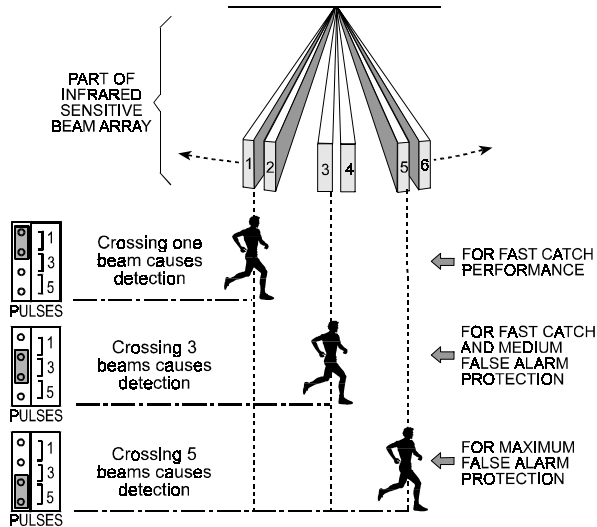 PART OF
INFRARED
SENSITIVE
BEAM ARRAY
1 2 3 4 5 6
1
3
5
PULSES
Crossing one
beam causes
detection
FOR FAST CATCH
PERFORMANCE
1
3
5
PULSES
Crossing 3
beams causes
detection
FOR FAST CATCH
AND MEDIUM
FALSE ALARM
PROTECTION
1
3
5
PULSES
Crossing 5
beams causes
detection
FOR MAXIMUM
FALSE ALARM
PROTECTION